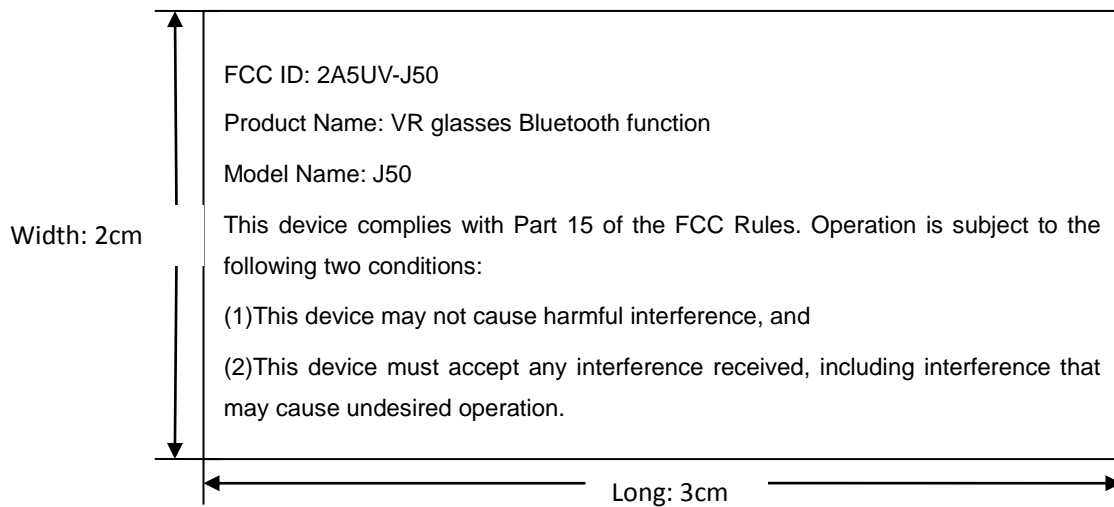 FCC ID: 2A5UV-J50
Product Name: VR glasses Bluetooth function
Model Name: J50
Width: 2cm
This device complies with Part 15 of the FCC Rules. Operation is subject to the
following two conditions:
(1)This device may not cause harmful interference, and
(2)This device must accept any interference received, including interference that
may cause undesired operation.
Long: 3cm